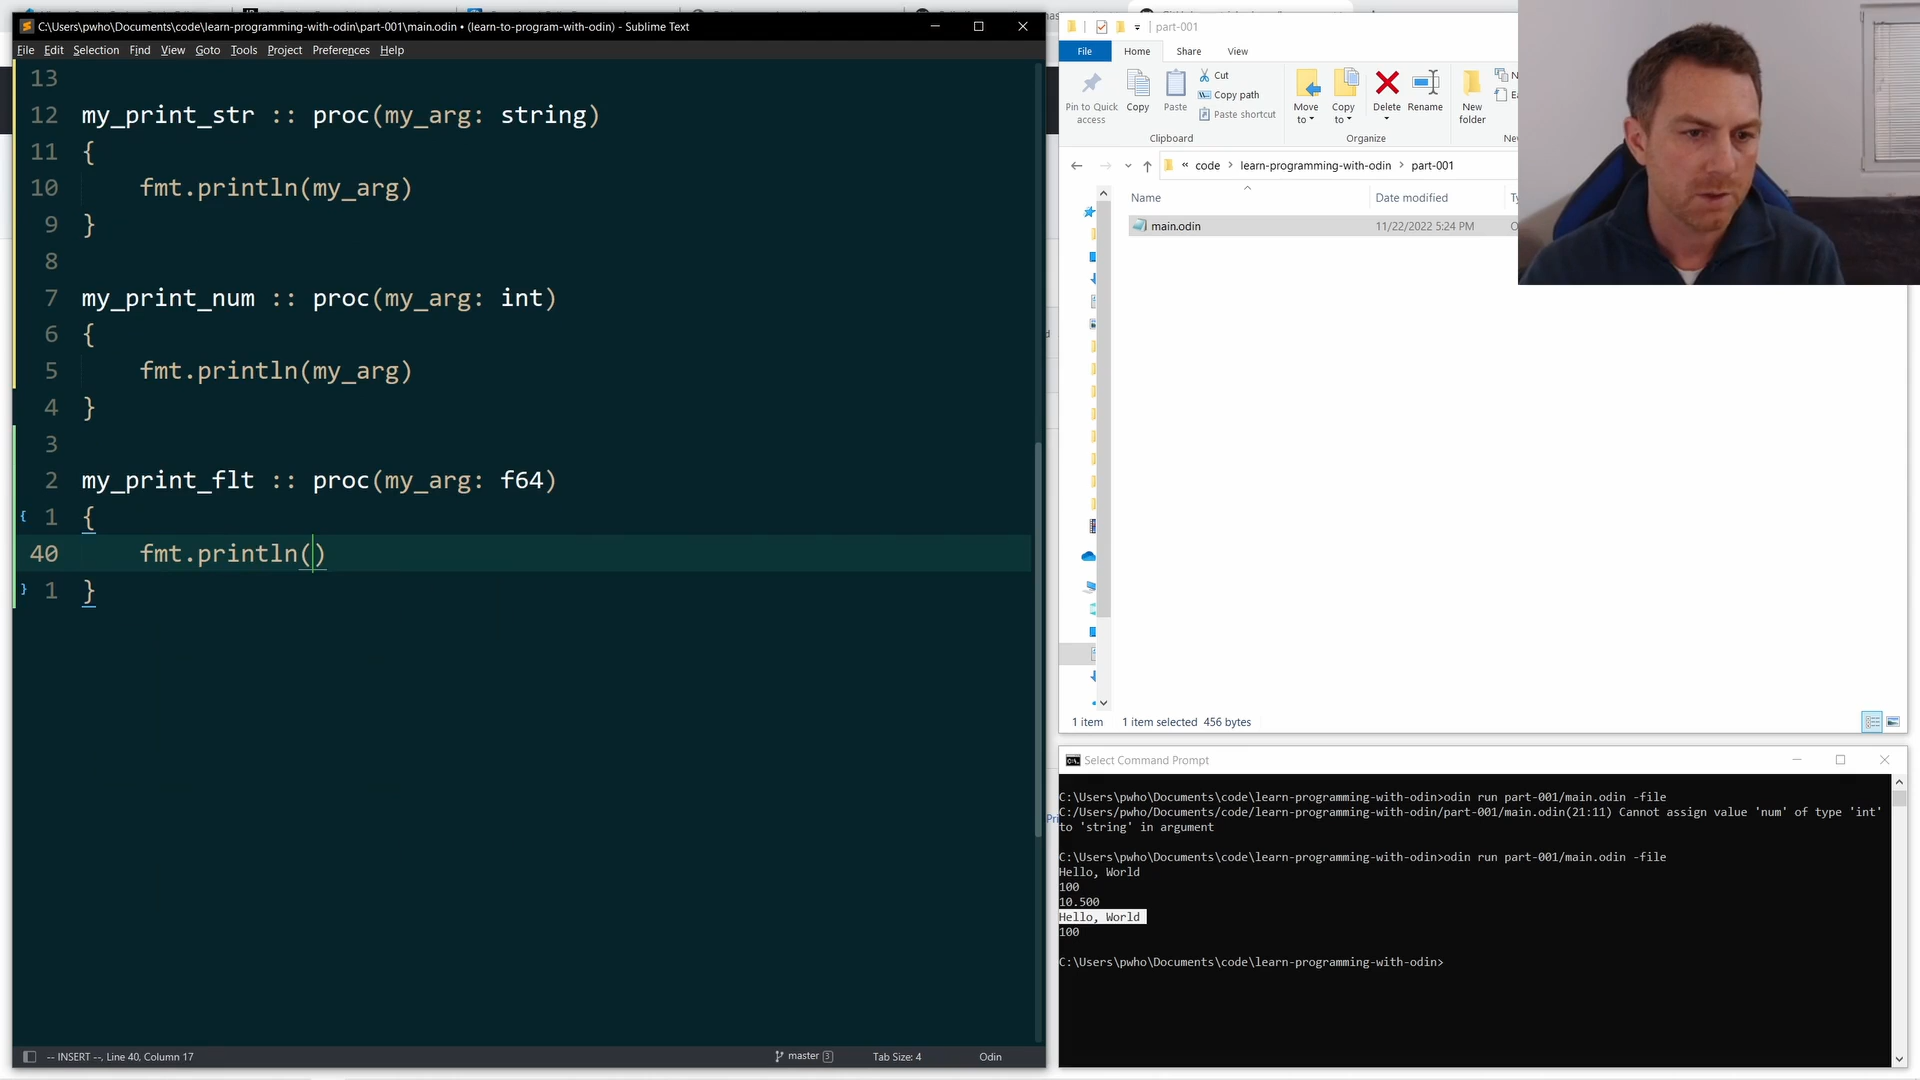 C:\Users\pwho\Documents\code\learn-programming-with-odin\part-001\main.odin • (learn-to-program-with-odin) - Sublime Text
File Edit Selection Find View Goto Tools Project Preferences Help
13
12 my_print_str :: proc(my_arg: string)
11 {
10 fmt.println(my_arg)
9 }
8
7 my_print_num :: proc(my_arg: int)
6 {
5 fmt.println(my_arg)
4 }
3
2 my_print_flt :: proc(my_arg: f64)
{ 1 {
40 fmt.println()
} 1 }
-- INSERT --, Line 40, Column 17 master 3 Tab Size: 4 Odin
part-001
File Home Share View
Pin to Quick access
Copy
Paste
Cut
Copy path
Paste shortcut
Clipboard
Move to
Copy to
Delete
Rename
Organize
New folder
« code > learn-programming-with-odin > part-001
Name Date modified
main.odin 11/22/2022 5:24 PM
1 item 1 item selected 456 bytes
Select Command Prompt
C:\Users\pwho\Documents\code\learn-programming-with-odin>odin run part-001/main.odin -file
C:/Users/pwho/Documents/code/learn-programming-with-odin/part-001/main.odin(21:11) Cannot assign value 'num' of type 'int'
to 'string' in argument
C:\Users\pwho\Documents\code\learn-programming-with-odin>odin run part-001/main.odin -file
Hello, World
100
10.500
Hello, World
100
C:\Users\pwho\Documents\code\learn-programming-with-odin>